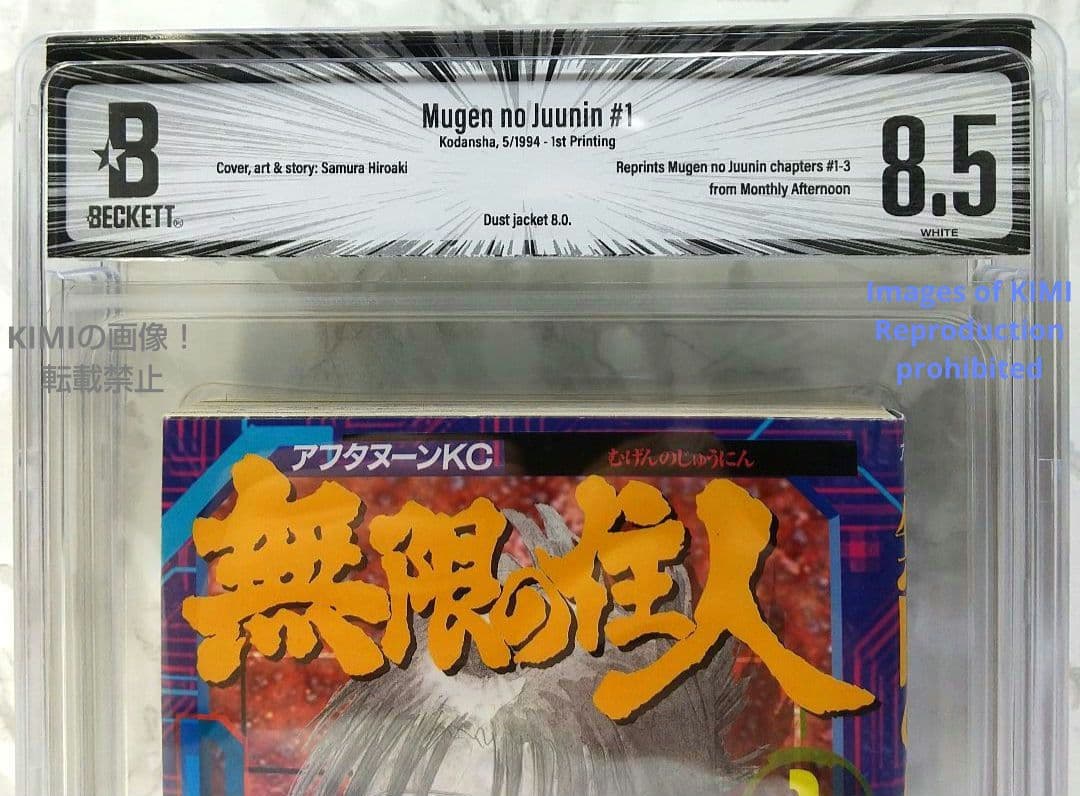 Mugen no Juunin #1
Kodansha, 5/1994 - 1st Printing
Cover, art & story: Samura Hiroaki
Reprints Mugen no Juunin chapters #1-3
from Monthly Afternoon
Dust jacket 8.0.
B
BECKETT
8.5
WHITE
KIMIの画像！
転載禁止
Images of KIMI
Reproduction
prohibited
アフタヌーンKC
むげんのじゅうにん
無限の住人